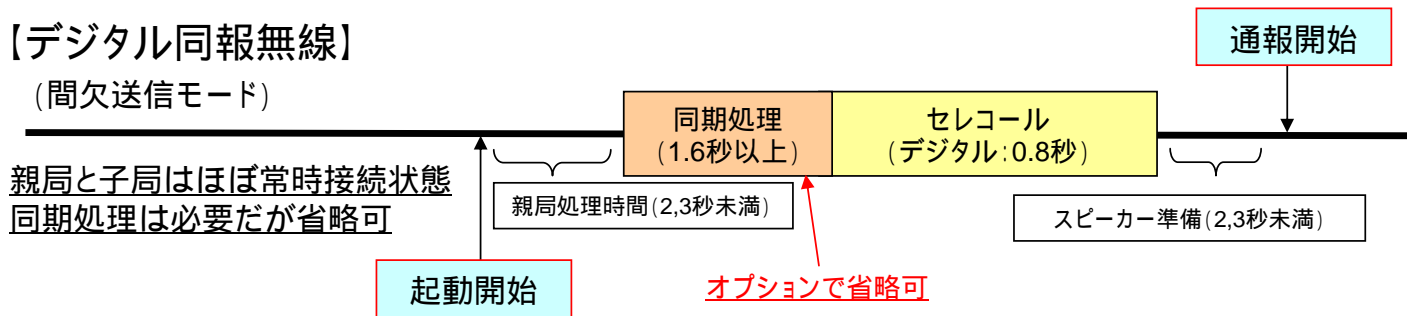 【デジタル同報無線】
(間欠送信モード)
通報開始
同期処理
(1.6秒以上)
セレコール
(デジタル:0.8秒)
親局と子局はほぼ常時接続状態
同期処理は必要だが省略可
親局処理時間(2,3秒未満)
スピーカー準備(2,3秒未満)
起動開始
オプションで省略可